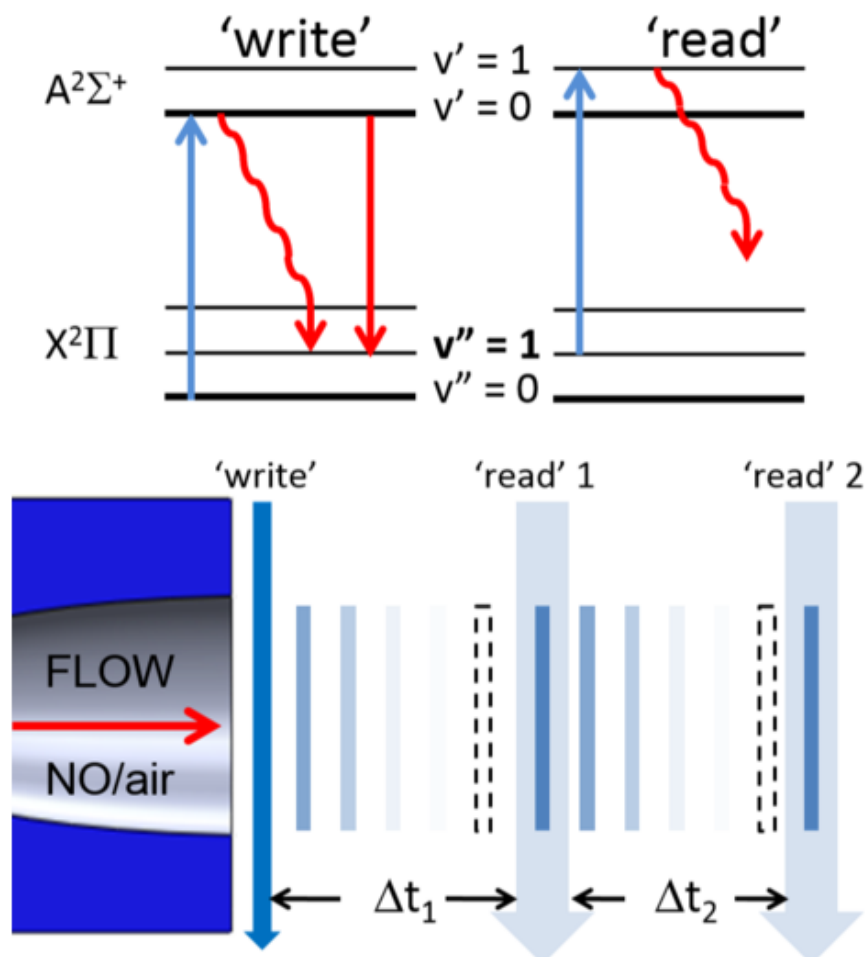 ‘write’ ‘read’
A²Σ⁺
v’ = 1
v’ = 0
X²Π
v” = 1
v” = 0
‘write’ ‘read’ 1 ‘read’ 2
FLOW
NO/air
Δt₁ Δt₂